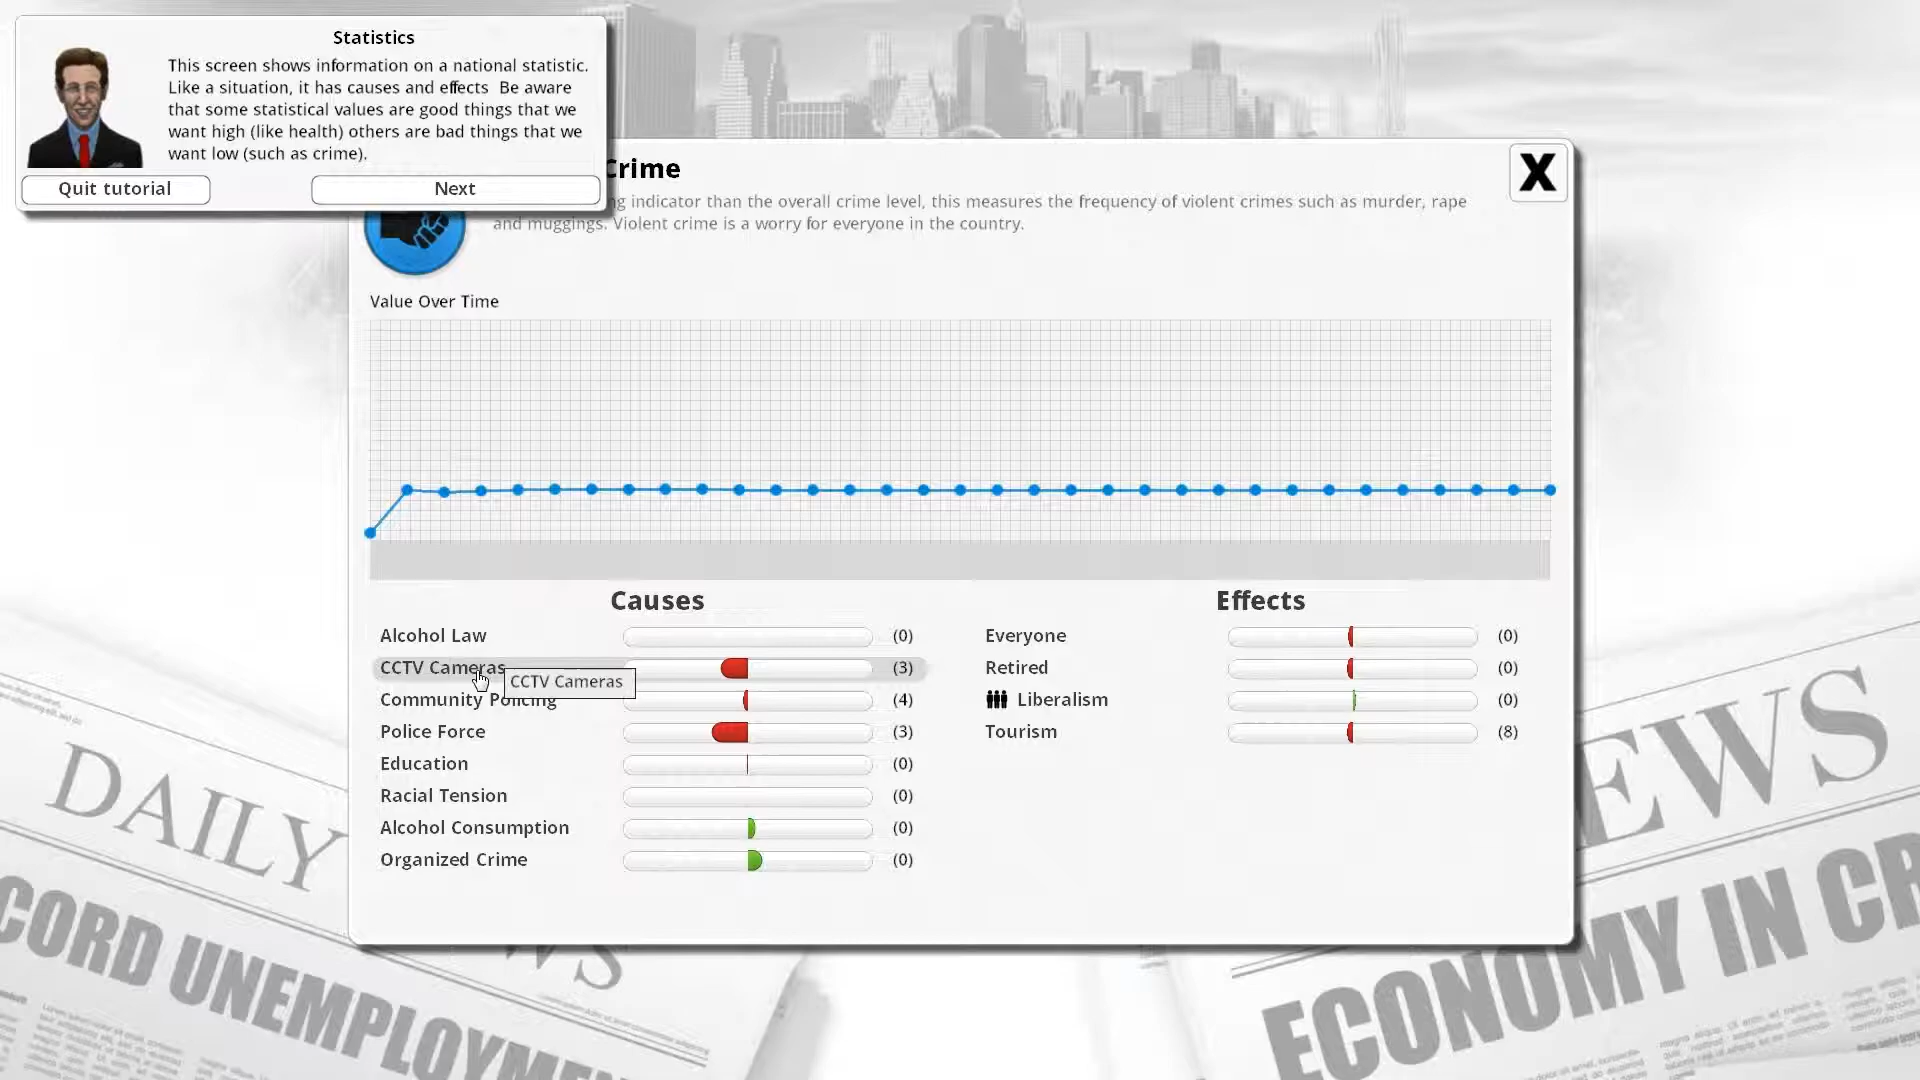 Statistics
This screen shows information on a national statistic.
Like a situation, it has causes and effects  Be aware
that some statistical values are good things that we
want high (like health) others are bad things that we
want low (such as crime).
Quit tutorial
Next
Crime
X
indicator than the overall crime level, this measures the frequency of violent crimes such as murder, rape
and muggings. Violent crime is a worry for everyone in the country.
Value Over Time
Causes
Effects
Alcohol Law (0)
CCTV Cameras (3)
CCTV Cameras
Community Policing (4)
Police Force (3)
Education (0)
Racial Tension (0)
Alcohol Consumption (0)
Organized Crime (0)
Everyone (0)
Retired (0)
Liberalism (0)
Tourism (8)
DAILY
EWS
WS
CORD UNEMPLOYME
ECONOMY IN CR